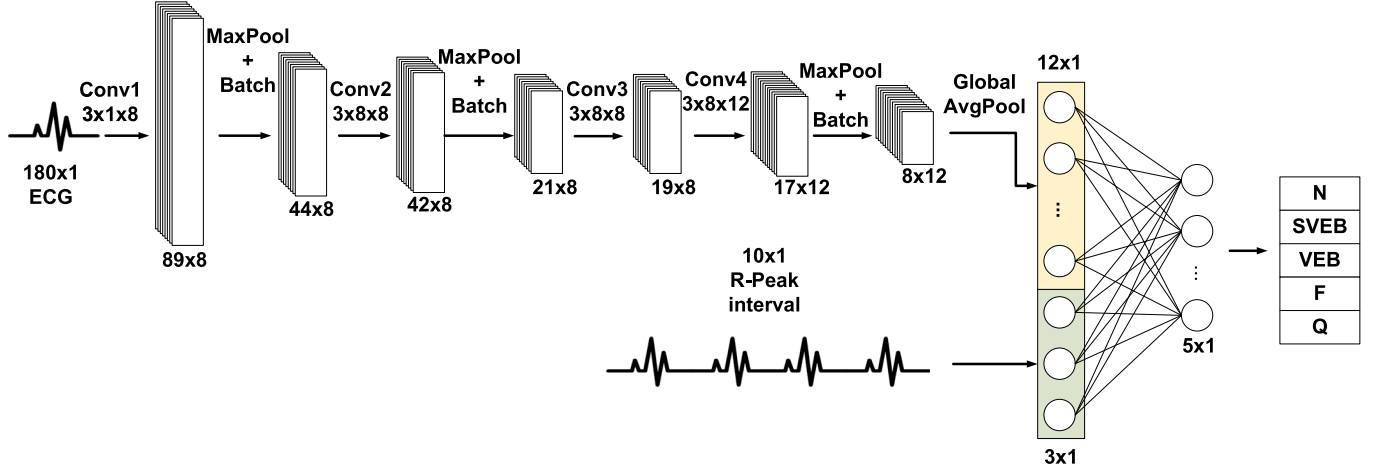 180x1
ECG
Conv1
3x1x8
89x8
MaxPool
+
Batch
44x8
Conv2
3x8x8
42x8
MaxPool
+
Batch
21x8
Conv3
3x8x8
19x8
Conv4
3x8x12
17x12
MaxPool
+
Batch
8x12
Global
AvgPool
12x1
10x1
R-Peak
interval
3x1
5x1
N
SVEB
VEB
F
Q